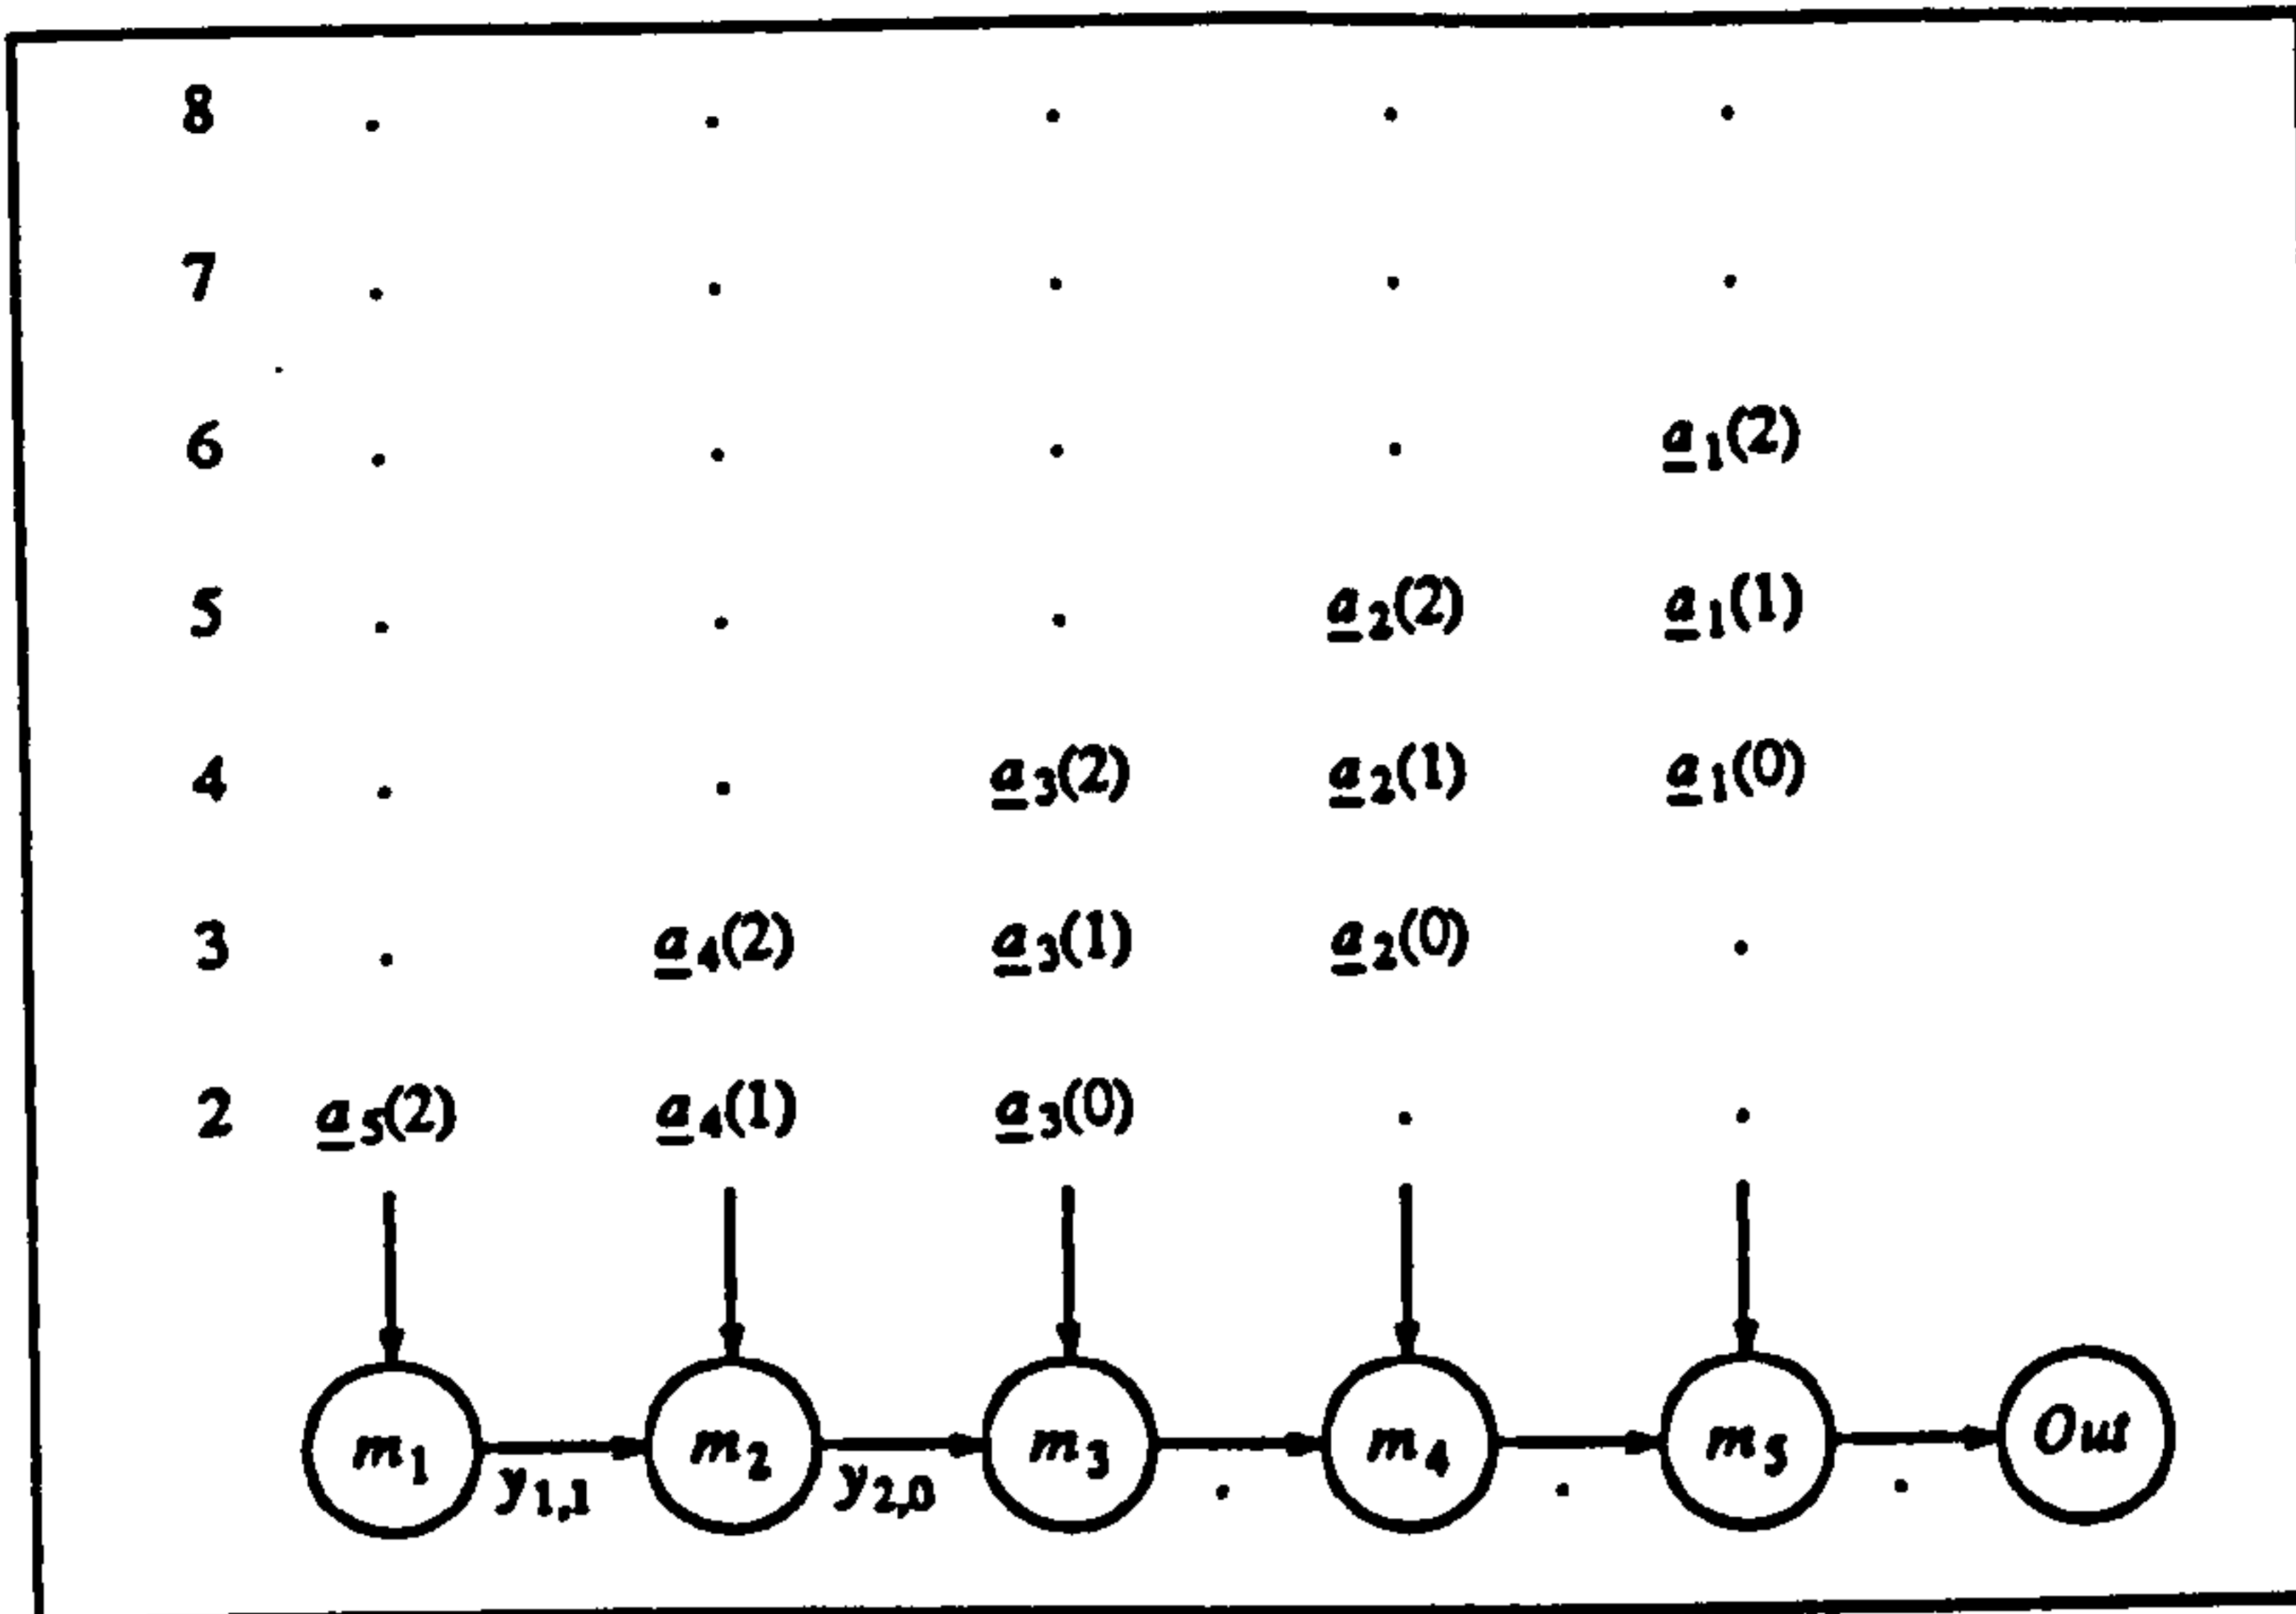 8 . . . . .
7 . . . . .
6 . . . . a1(2)
5 . . . a2(2) a1(1)
4 . . a3(2) a2(1) a1(0)
3 . a4(2) a3(1) a2(0) .
2 a5(2) a4(1) a3(0) . .
m1 m2 m3 m4 m5 Out
y1,1 y2,0 . . .